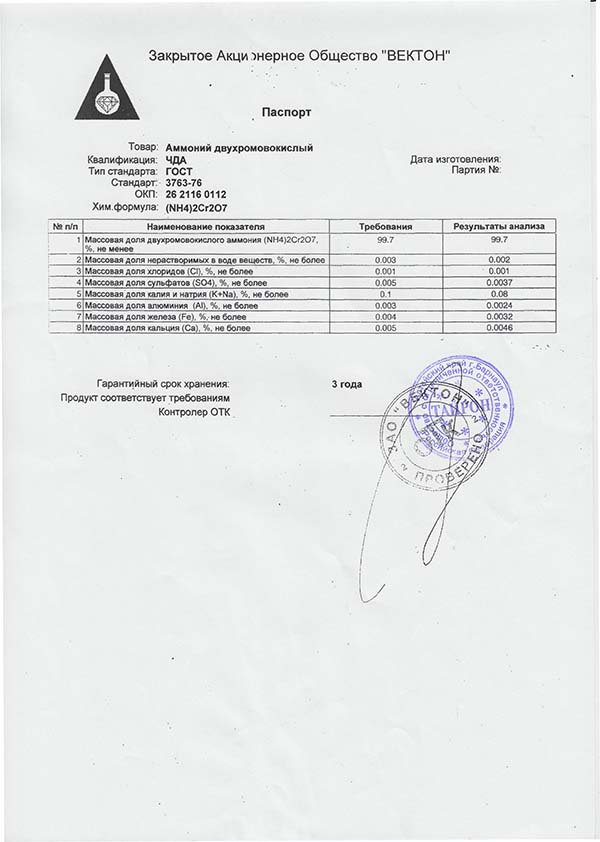 Закрытое Акционерное Общество "ВЕКТОН"
Паспорт
Товар: Аммоний двухромовокислый
Квалификация: ЧДА
Тип стандарта: ГОСТ
Стандарт: 3763-76
ОКП: 26 2116 0112
Хим.формула: (NH4)2Cr2O7
Дата изготовления:
Партия №:
№ п/п Наименование показателя Требования Результаты анализа
1 Массовая доля двухромовокислого аммония (NH4)2Cr2O7, 99.7 99.7
%, не менее
2 Массовая доля нерастворимых в воде веществ, %, не более 0.003 0.002
3 Массовая доля хлоридов (Cl), %, не более 0.001 0.001
4 Массовая доля сульфатов (SO4), %, не более 0.005 0.0037
5 Массовая доля калия и натрия (K+Na), %, не более 0.1 0.08
6 Массовая доля алюминия (Al), %, не более 0.003 0.0024
7 Массовая доля железа (Fe), %, не более 0.004 0.0032
8 Массовая доля кальция (Ca), %, не более 0.005 0.0046
Гарантийный срок хранения: 3 года
Продукт соответствует требованиям
Контролер ОТК
край г. Барнаул
ЗАО "ВЕКТОН"
2 ПРОВЕРЕНО 2